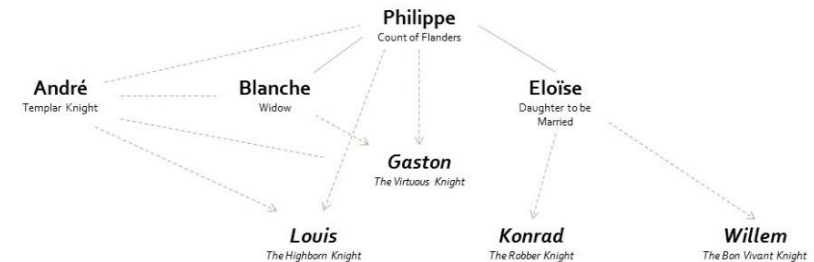 Philippe
Count of Flanders
André
Templar Knight
Blanche
Widow
Eloïse
Daughter to be
Married
Gaston
The Virtuous Knight
Louis
The Highborn Knight
Konrad
The Robber Knight
Willem
The Bon Vivant Knight